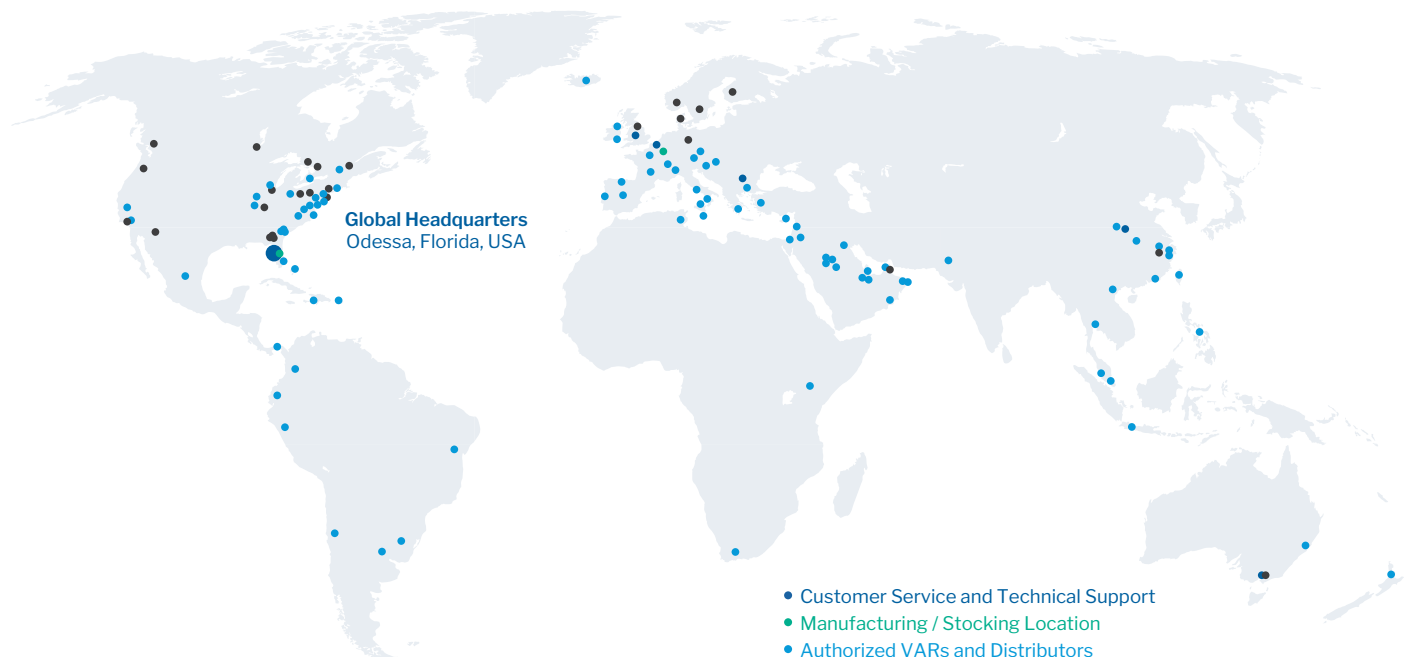 Global Headquarters
Odessa, Florida, USA
Customer Service and Technical Support
Manufacturing / Stocking Location
Authorized VARs and Distributors